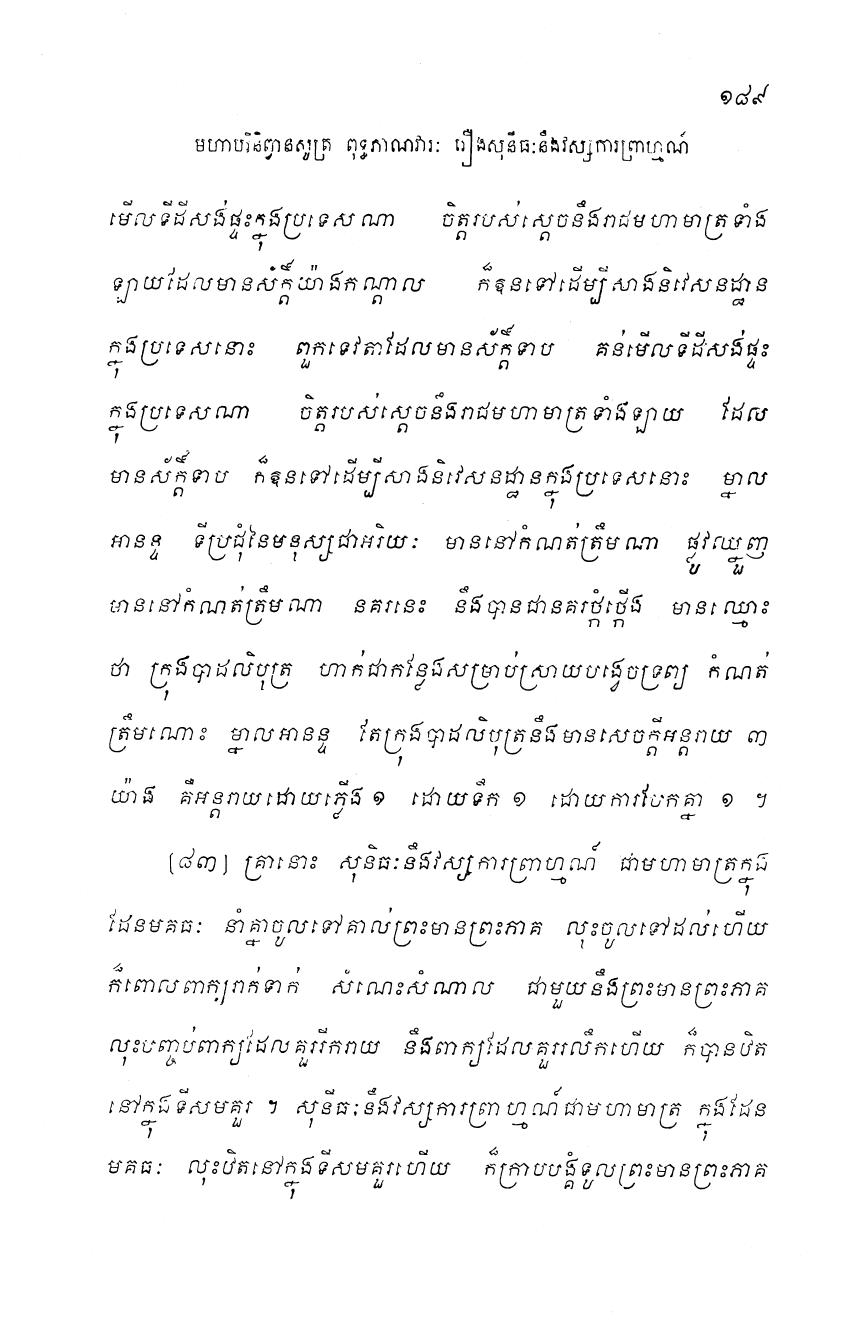 ១៨៩
មហាបរិនិព្វានសូត្រ ពុទ្ធភាណវារៈ រឿងសុនីធៈនឹងវស្សការព្រាហ្មណ៍
មើលទីដីសង់ផ្ទះក្នុងប្រទេសណា ចិត្តរបស់ស្តេចនឹងរាជមហាមាត្រទាំង
ឡាយដែលមានស័ក្តិ៍យ៉ាងកណ្តាល ក៏ឱនទៅដើម្បីសាងនិវេសនដ្ឋាន
ក្នុងប្រទេសនោះ ពួកទេវតាដែលមានស័ក្តិ៍ទាប គន់មើលទីដីសង់ផ្ទះ
ក្នុងប្រទេសណា ចិត្តរបស់ស្តេចនឹងរាជមហាមាត្រទាំងឡាយ ដែល
មានស័ក្តិ៍ទាប ក៏ឱនទៅដើម្បីសាងនិវេសនដ្ឋានក្នុងប្រទេសនោះ ម្នាល
អានន្ទ ទីប្រជុំនៃមនុស្សជាអរិយៈ មាននៅកំណត់ត្រឹមណា ផ្លូវឈ្មួញ
មាននៅកំណត់ត្រឹមណា នគរនេះ នឹងបានជានគរថ្កុំថ្កើង មានឈ្មោះ
ថា ក្រុងបាដលិបុត្រ ហាក់ជាកន្លែងសម្រាប់ស្រាយបង្វេចទ្រព្យ កំណត់
ត្រឹមណោះ ម្នាលអានន្ទ តែក្រុងបាដលិបុត្រនឹងមានសេចក្តីអន្តរាយ ៣
យ៉ាង គឺអន្តរាយដោយភ្លើង ១ ដោយទឹក ១ ដោយការបែកគ្នា ១ ។
[៨៣] គ្រានោះ សុនិធៈនឹងវស្សការព្រាហ្មណ៍ ជាមហាមាត្រក្នុង
ដែនមគធៈ នាំគ្នាចូលទៅគាល់ព្រះមានព្រះភាគ លុះចូលទៅដល់ហើយ
ក៏ពោលពាក្យរាក់ទាក់ សំណេះសំណាល ជាមួយនឹងព្រះមានព្រះភាគ
លុះបញ្ចប់ពាក្យដែលគួររីករាយ នឹងពាក្យដែលគួររលឹកហើយ ក៏បានឋិត
នៅក្នុងទីសមគួរ ។ សុនីធៈនឹងវស្សការព្រាហ្មណ៍ជាមហាមាត្រ ក្នុងដែន
មគធៈ លុះឋិតនៅក្នុងទីសមគួរហើយ ក៏ក្រាបបង្គំទូលព្រះមានព្រះភាគ